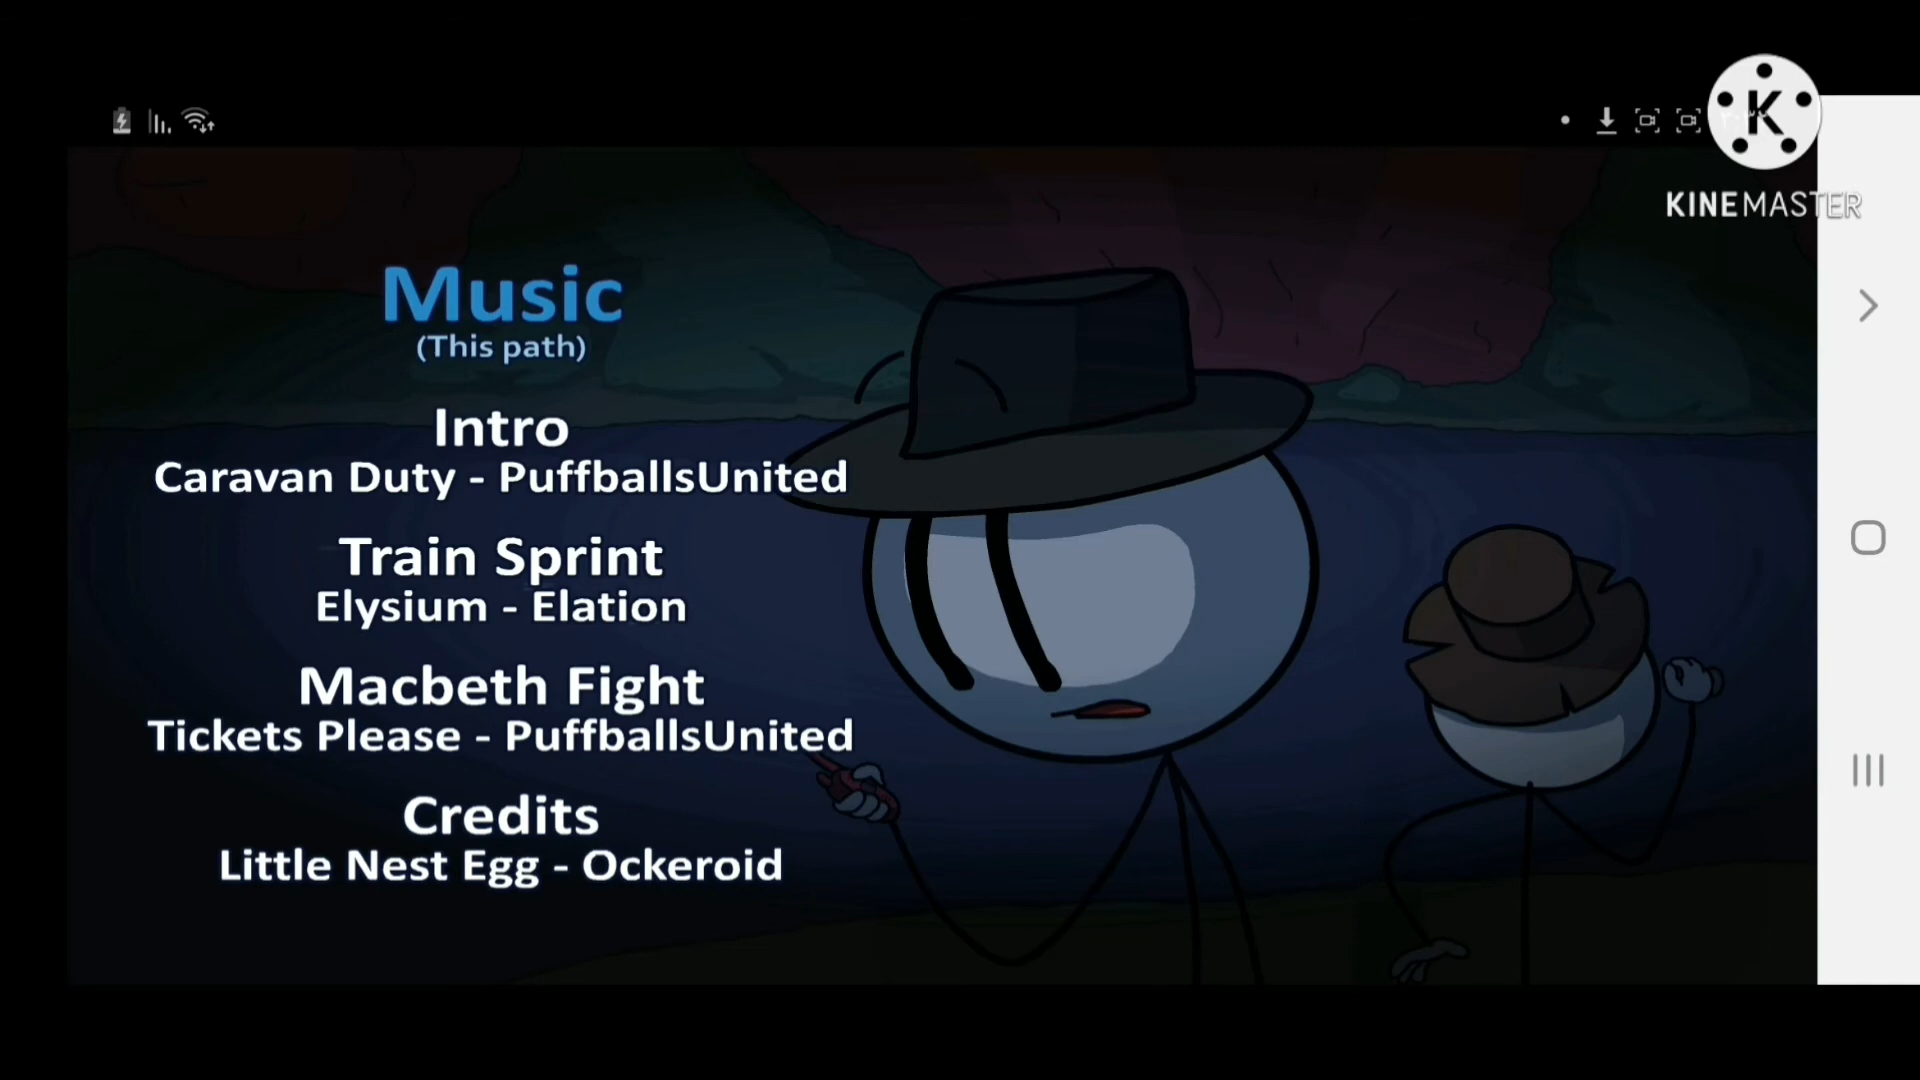 KINEMASTER
Music
(This path)
Intro
Caravan Duty - PuffballsUnited
Train Sprint
Elysium - Elation
Macbeth Fight
Tickets Please - PuffballsUnited
Credits
Little Nest Egg - Ockeroid